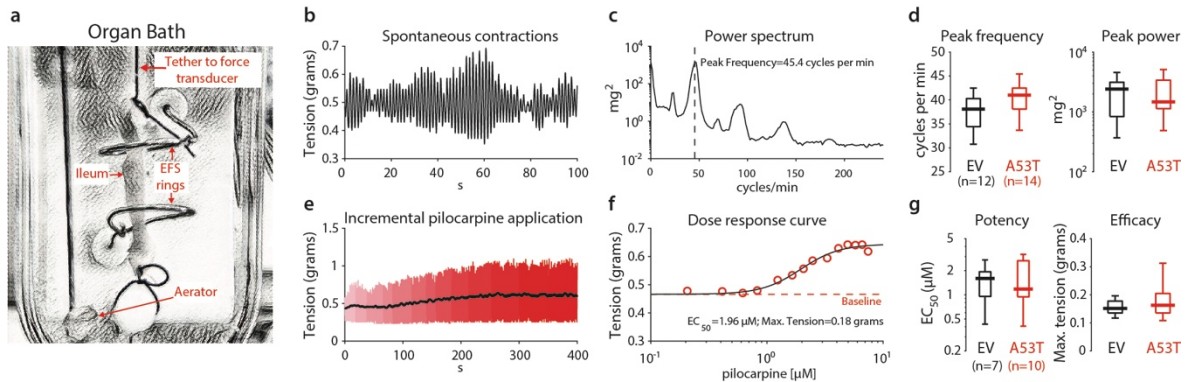 a
Organ Bath
Tether to force
transducer
Ileum
EFS
rings
Aerator
b
Spontaneous contractions
Tension (grams)
0.7
0.5
0.4
0.3
0 20 40 60 80 100
s
c
Power spectrum
Peak Frequency=45.4 cycles per min
mg²
10⁴
10²
10⁰
10⁻²
0 50 100 150 200
cycles/min
d
Peak frequency
cycles per min
50
45
40
35
30
25
EV A53T
(n=12) (n=14)
Peak power
mg²
10⁴
10³
10²
EV A53T
e
Incremental pilocarpine application
Tension (grams)
1.5
1.0
0.5
0
0 100 200 300 400
s
f
Dose response curve
Tension (grams)
0.7
0.6
0.5
0.4
0.3
Baseline
EC₅₀=1.96 µM; Max. Tension=0.18 grams
10⁻¹ 10⁰ 10¹
pilocarpine [µM]
g
Potency
EC₅₀ (µM)
5
2
1
0.5
0.2
EV A53T
(n=7) (n=10)
Efficacy
Max. tension (grams)
0.4
0.3
0.2
0.1
0
EV A53T